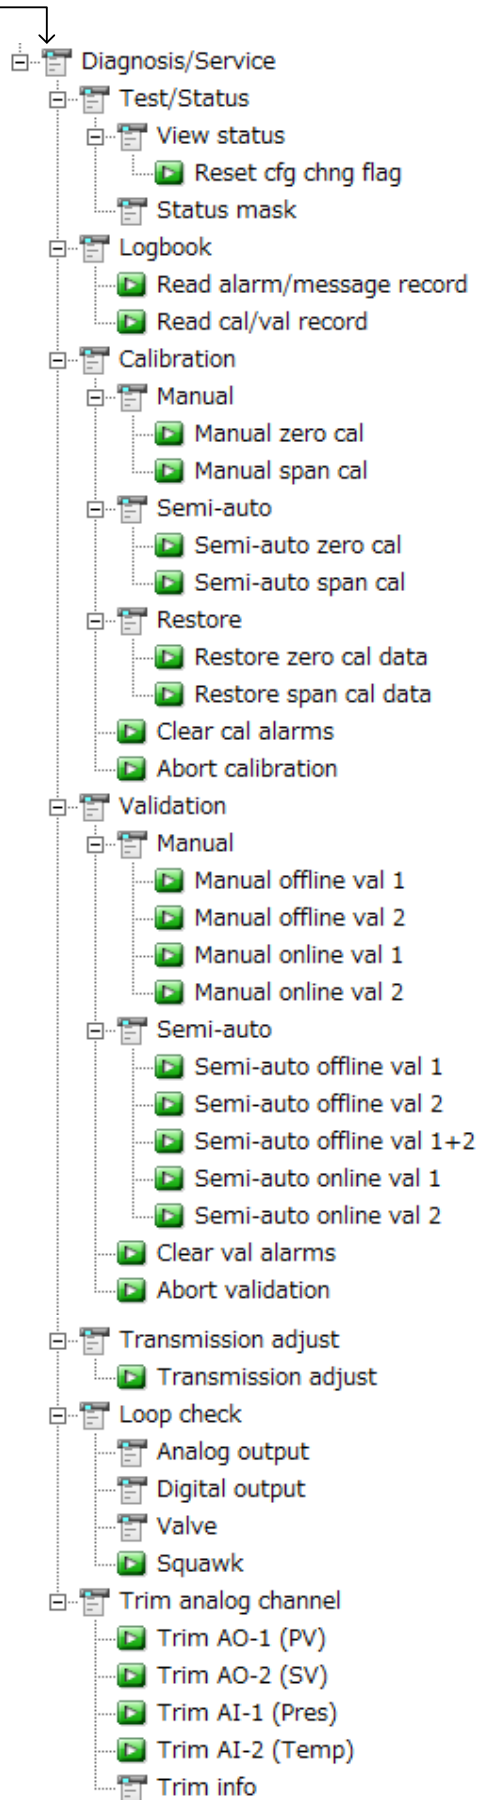 Diagnosis/Service
Test/Status
View status
Reset cfg chng flag
Status mask
Logbook
Read alarm/message record
Read cal/val record
Calibration
Manual
Manual zero cal
Manual span cal
Semi-auto
Semi-auto zero cal
Semi-auto span cal
Restore
Restore zero cal data
Restore span cal data
Clear cal alarms
Abort calibration
Validation
Manual
Manual offline val 1
Manual offline val 2
Manual online val 1
Manual online val 2
Semi-auto
Semi-auto offline val 1
Semi-auto offline val 2
Semi-auto offline val 1+2
Semi-auto online val 1
Semi-auto online val 2
Clear val alarms
Abort validation
Transmission adjust
Transmission adjust
Loop check
Analog output
Digital output
Valve
Squawk
Trim analog channel
Trim AO-1 (PV)
Trim AO-2 (SV)
Trim AI-1 (Pres)
Trim AI-2 (Temp)
Trim info